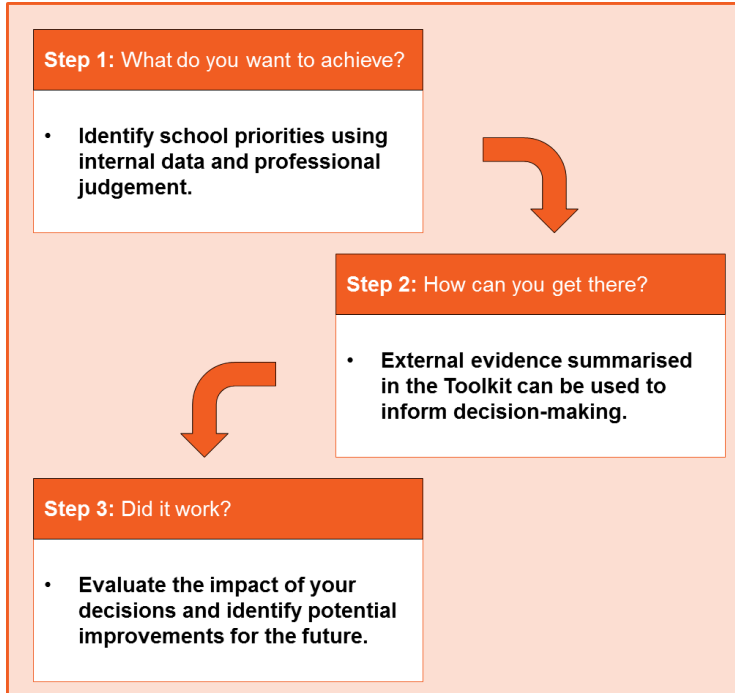 Step 1: What do you want to achieve?
• Identify school priorities using
internal data and professional
judgement.
Step 2: How can you get there?
• External evidence summarised
in the Toolkit can be used to
inform decision-making.
Step 3: Did it work?
• Evaluate the impact of your
decisions and identify potential
improvements for the future.